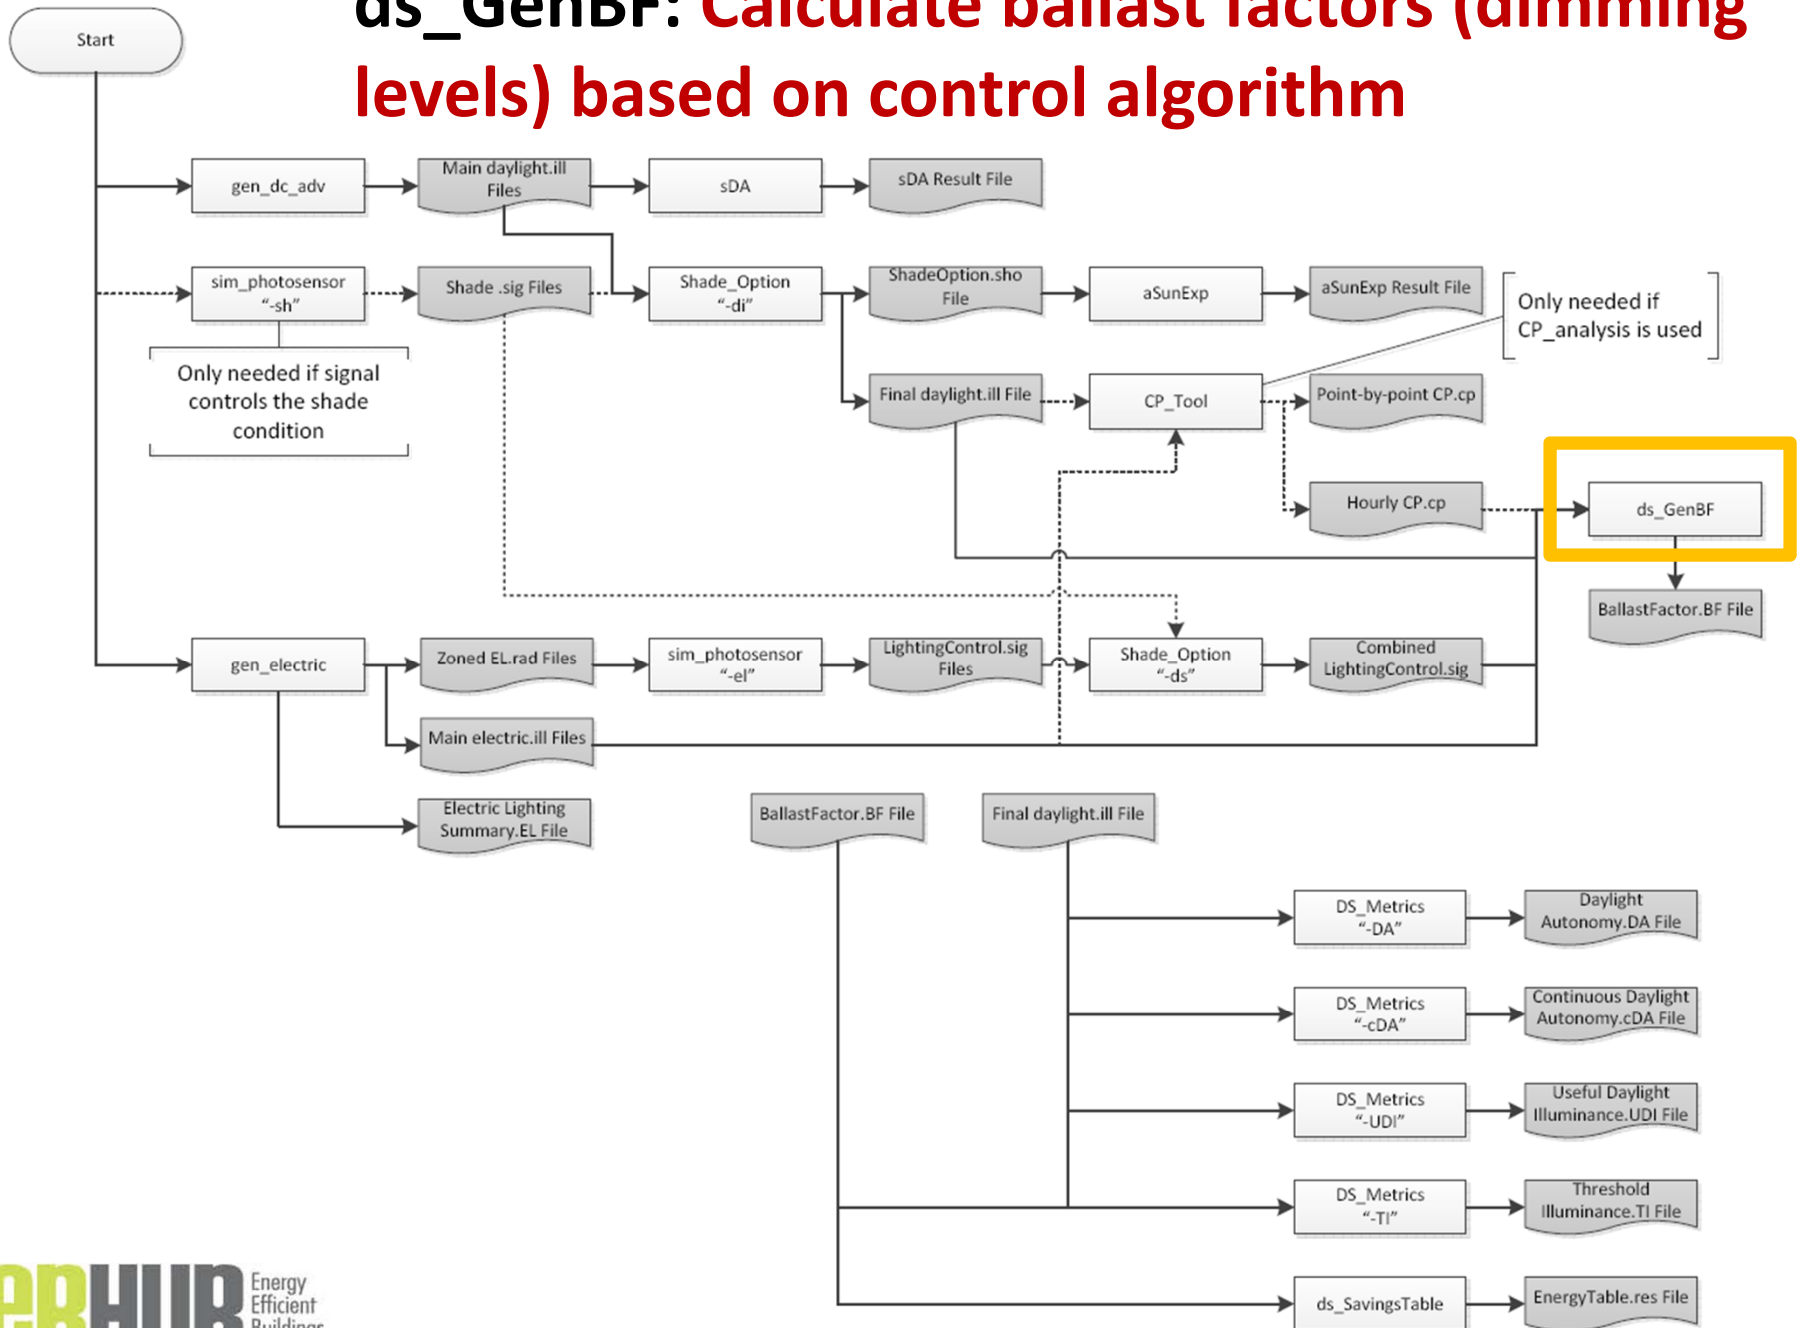 ds_GenBF: Calculate ballast factors (dimming
levels) based on control algorithm
Start
gen_dc_adv
Main daylight.ill
Files
sDA
sDA Result File
sim_photosensor
“-sh”
Shade .sig Files
Shade_Option
“-di”
ShadeOption.sho
File
aSunExp
aSunExp Result File
Only needed if
CP_analysis is used
Only needed if signal
controls the shade
condition
Final daylight.ill File
CP_Tool
Point-by-point CP.cp
Hourly CP.cp
ds_GenBF
BallastFactor.BF File
gen_electric
Zoned EL.rad Files
sim_photosensor
“-el”
LightingControl.sig
Files
Shade_Option
“-ds”
Combined
LightingControl.sig
Main electric.ill Files
Electric Lighting
Summary.EL File
BallastFactor.BF File
Final daylight.ill File
DS_Metrics
“-DA”
Daylight
Autonomy.DA File
DS_Metrics
“-cDA”
Continuous Daylight
Autonomy.cDA File
DS_Metrics
“-UDI”
Useful Daylight
Illuminance.UDI File
DS_Metrics
“-TI”
Threshold
Illuminance.TI File
ds_SavingsTable
EnergyTable.res File
HUB
Energy
Efficient
Buildings